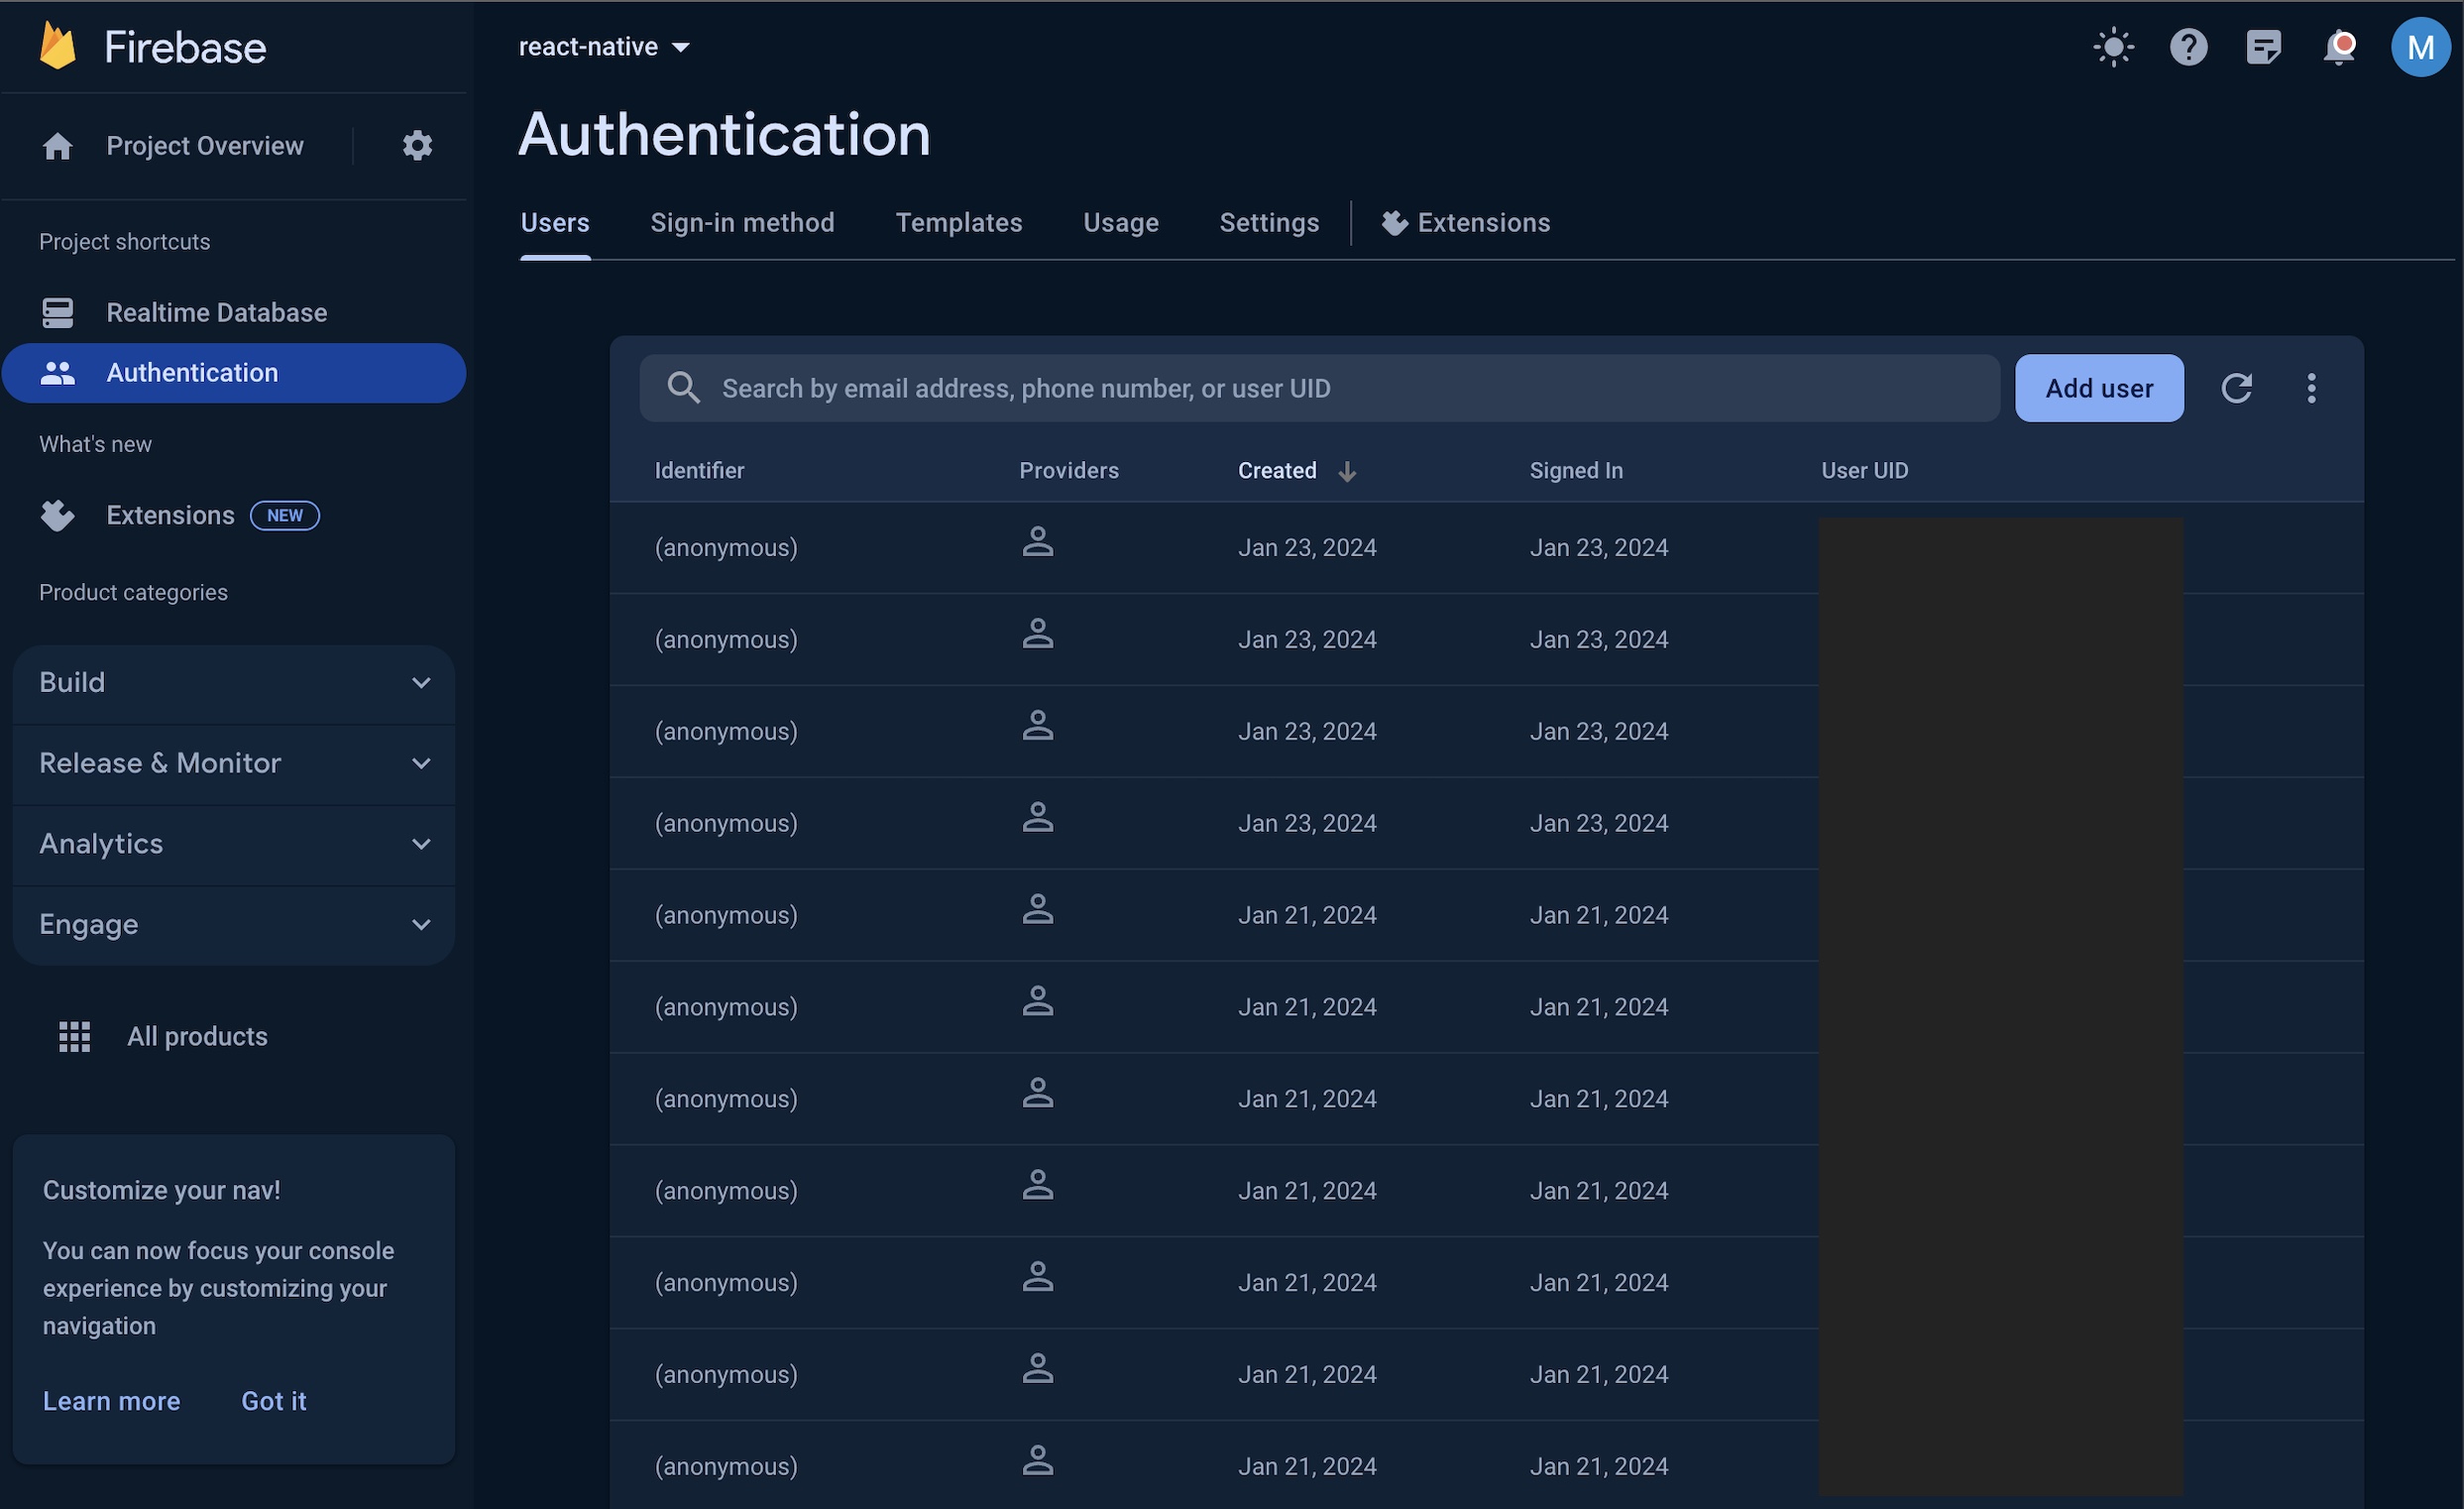 Firebase
react-native
M
Project Overview
Authentication
Users Sign-in method Templates Usage Settings Extensions
Project shortcuts
Realtime Database
Authentication
What's new
Extensions NEW
Product categories
Build
Release & Monitor
Analytics
Engage
All products
Customize your nav!
You can now focus your console
experience by customizing your
navigation
Learn more Got it
Search by email address, phone number, or user UID
Add user
Identifier Providers Created Signed In User UID
(anonymous) Jan 23, 2024 Jan 23, 2024
(anonymous) Jan 23, 2024 Jan 23, 2024
(anonymous) Jan 23, 2024 Jan 23, 2024
(anonymous) Jan 23, 2024 Jan 23, 2024
(anonymous) Jan 21, 2024 Jan 21, 2024
(anonymous) Jan 21, 2024 Jan 21, 2024
(anonymous) Jan 21, 2024 Jan 21, 2024
(anonymous) Jan 21, 2024 Jan 21, 2024
(anonymous) Jan 21, 2024 Jan 21, 2024
(anonymous) Jan 21, 2024 Jan 21, 2024
(anonymous) Jan 21, 2024 Jan 21, 2024